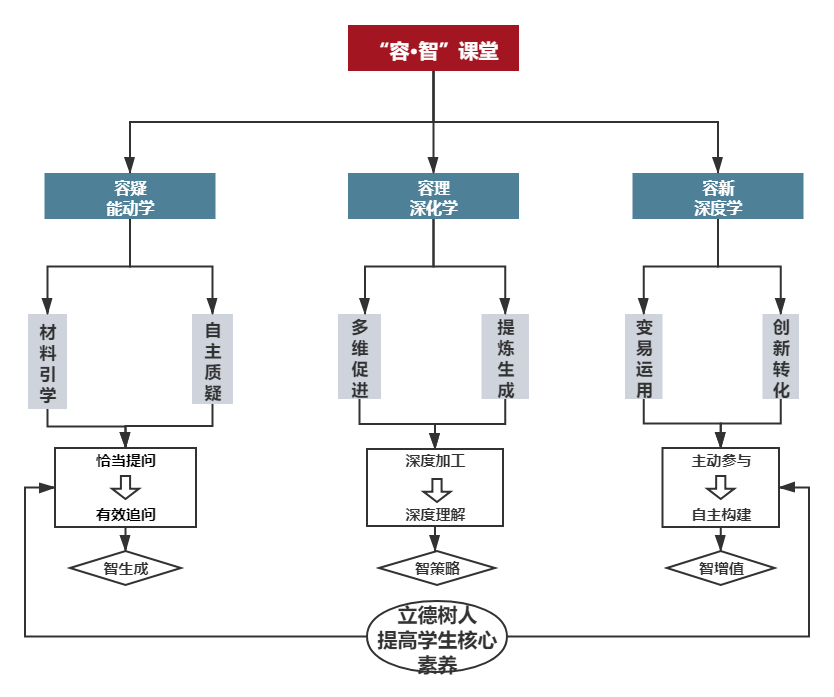 “容·智”课堂
容疑
能动学
容理
深化学
容新
深度学
材料引学
自主质疑
多维促进
提炼生成
变易运用
创新转化
恰当提问
有效追问
深度加工
深度理解
主动参与
自主构建
智生成
智策略
智增值
立德树人
提高学生核心
素养